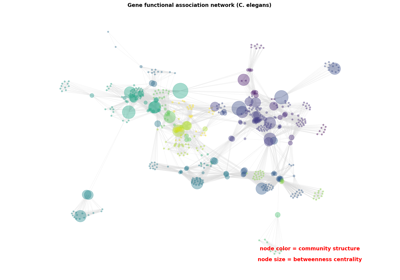 Gene functional association network (C. elegans)
node color = community structure
node size = betweenness centrality